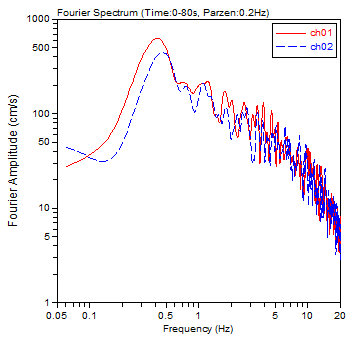 Fourier Spectrum (Time:0-80s, Parzen:0.2Hz)
1000
500
100
50
10
5
1
ch01
ch02
Fourier Amplitude (cm/s)
0.05 0.1 0.5 1 5 10 20
Frequency (Hz)